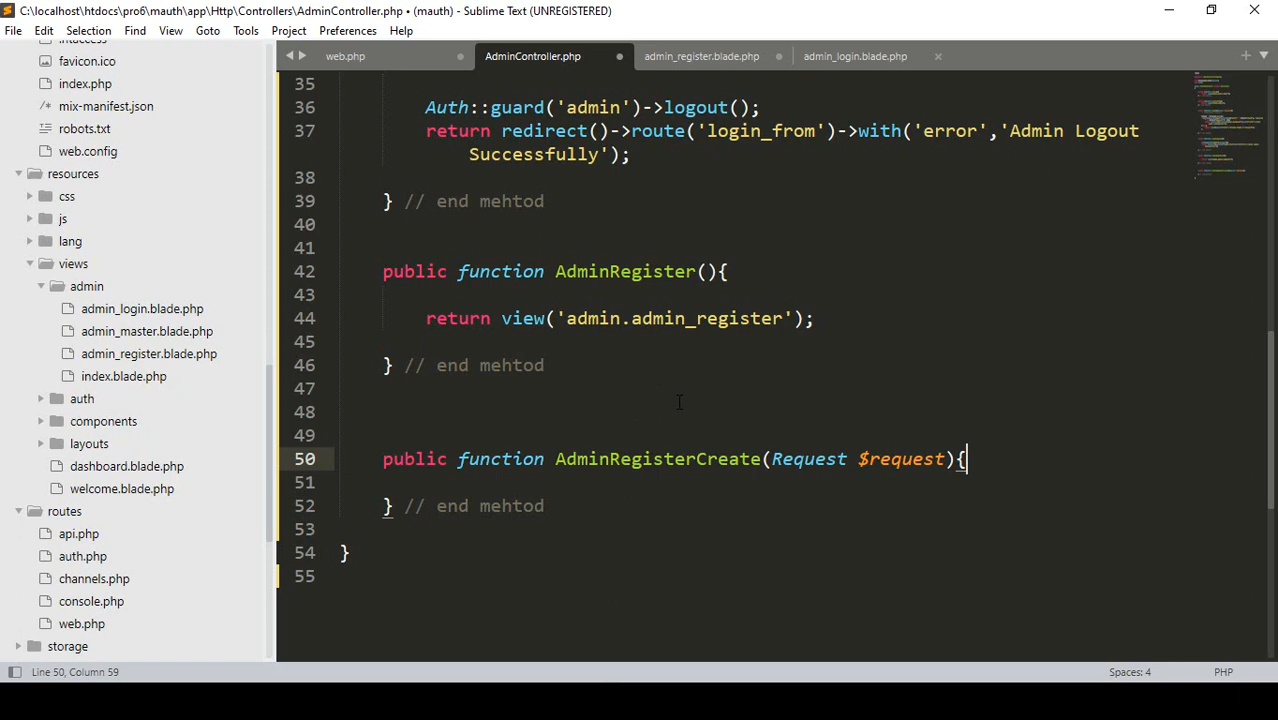 C:\localhost\htdocs\pro6\mauth\app\Http\Controllers\AdminController.php • (mauth) - Sublime Text (UNREGISTERED)
File Edit Selection Find View Goto Tools Project Preferences Help
web.php AdminController.php admin_register.blade.php admin_login.blade.php
.htaccess
favicon.ico
index.php
mix-manifest.json
robots.txt
web.config
resources
css
js
lang
views
admin
admin_login.blade.php
admin_master.blade.php
admin_register.blade.php
index.blade.php
auth
components
layouts
dashboard.blade.php
welcome.blade.php
routes
api.php
auth.php
channels.php
console.php
web.php
storage
35
36 Auth::guard('admin')->logout();
37 return redirect()->route('login_from')->with('error','Admin Logout
Successfully');
38
39 } // end mehtod
40
41
42 public function AdminRegister(){
43
44 return view('admin.admin_register');
45
46 } // end mehtod
47
48
49
50 public function AdminRegisterCreate(Request $request){
51
52 } // end mehtod
53
54 }
55
Line 50, Column 59 Spaces: 4 PHP